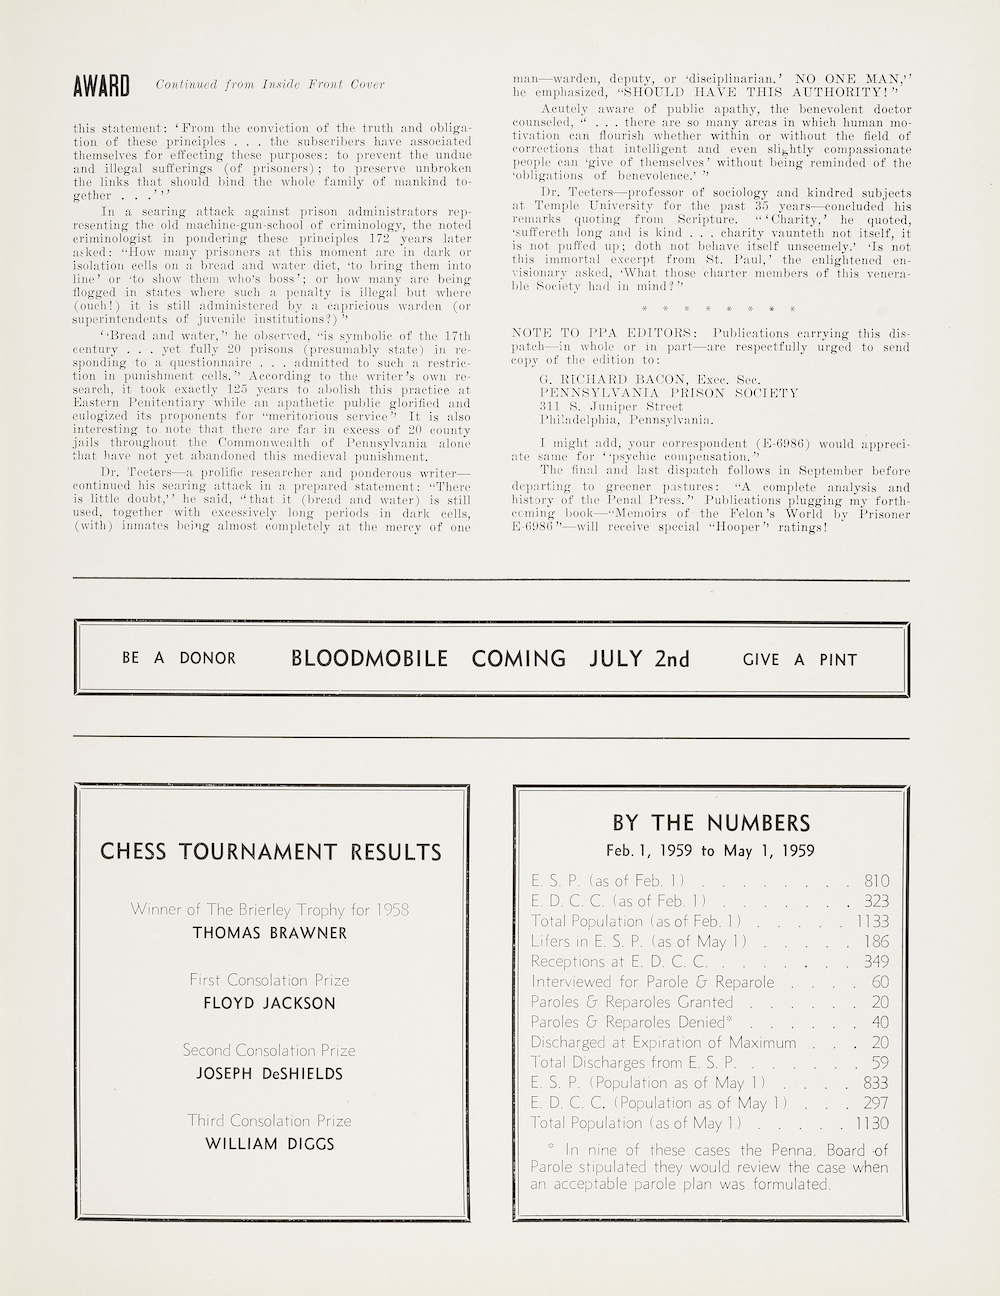 AWARD Continued from Inside Front Cover
this statement: 'From the conviction of the truth and obliga-
tion of these principles . . . the subscribers have associated
themselves for effecting these purposes: to prevent the undue
and illegal sufferings (of prisoners); to preserve unbroken
the links that should bind the whole family of mankind to-
gether . . .' ' '
In a searing attack against prison administrators rep-
resenting the old machine-gun-school of criminology, the noted
criminologist in pondering these principles 172 years later
asked: "How many prisoners at this moment are in dark or
isolation cells on a bread and water diet, 'to bring them into
line' or 'to show them who's boss'; or how many are being
flogged in states where such a penalty is illegal but where
(ouch!) it is still administered by a capricious warden (or
superintendents of juvenile institutions?)"
"Bread and water," he observed, "is symbolic of the 17th
century . . . yet fully 20 prisons (presumably state) in re-
sponding to a questionnaire . . . admitted to such a restric-
tion in punishment cells." According to the writer's own re-
search, it took exactly 125 years to abolish this practice at
Eastern Penitentiary while an apathetic public glorified and
eulogized its proponents for "meritorious service" It is also
interesting to note that there are far in excess of 20 county
jails throughout the Commonwealth of Pennsylvania alone
that have not yet abandoned this medieval punishment.
Dr. Teeters—a prolific researcher and ponderous writer—
continued his searing attack in a prepared statement: "There
is little doubt," he said, "that it (bread and water) is still
used, together with excessively long periods in dark cells,
(with) inmates being almost completely at the mercy of one
man—warden, deputy, or 'disciplinarian.' NO ONE MAN,"
he emphasized, "SHOULD HAVE THIS AUTHORITY!"
Acutely aware of public apathy, the benevolent doctor
counseled, " . . . there are so many areas in which human mo-
tivation can flourish whether within or without the field of
corrections that intelligent and even slightly compassionate
people can 'give of themselves' without being reminded of the
'obligations of benevolence.' "
Dr. Teeters—professor of sociology and kindred subjects
at Temple University for the past 35 years—concluded his
remarks quoting from Scripture. " 'Charity,' he quoted,
'suffereth long and is kind . . . charity vaunteth not itself, it
is not puffed up; doth not behave itself unseemely.' 'Is not
this immortal excerpt from St. Paul,' the enlightened en-
visionary asked, 'What those charter members of this venera-
ble Society had in mind?"
* * * * * * * *
NOTE TO PPA EDITORS: Publications carrying this dis-
patch—in whole or in part—are respectfully urged to send
copy of the edition to:
G. RICHARD BACON, Exec. Sec.
PENNSYLVANIA PRISON SOCIETY
311 S. Juniper Street
Philadelphia, Pennsylvania.
I might add, your correspondent (E-6986) would appreci-
ate same for "psychic compensation."
The final and last dispatch follows in September before
departing to greener pastures: "A complete analysis and
history of the Penal Press." Publications plugging my forth-
coming book—"Memoirs of the Felon's World by Prisoner
E-6986"—will receive special "Hooper" ratings!
BE A DONOR BLOODMOBILE COMING JULY 2nd GIVE A PINT
CHESS TOURNAMENT RESULTS
Winner of The Brierley Trophy for 1958
THOMAS BRAWNER
First Consolation Prize
FLOYD JACKSON
Second Consolation Prize
JOSEPH DeSHIELDS
Third Consolation Prize
WILLIAM DIGGS
BY THE NUMBERS
Feb. 1, 1959 to May 1, 1959
E. S. P. (as of Feb. 1) . . . . . . . . 810
E. D. C. C. (as of Feb. 1) . . . . . . . 323
Total Population (as of Feb. 1) . . . . . 1133
Lifers in E. S. P. (as of May 1) . . . . . 186
Receptions at E. D. C. C. . . . . . . . 349
Interviewed for Parole & Reparole . . . . 60
Paroles & Reparoles Granted . . . . . . 20
Paroles & Reparoles Denied* . . . . . . 40
Discharged at Expiration of Maximum . . . 20
Total Discharges from E. S. P. . . . . . . 59
E. S. P. (Population as of May 1) . . . . 833
E. D. C. C. (Population as of May 1) . . . 297
Total Population (as of May 1) . . . . . 1130
* In nine of these cases the Penna. Board of
Parole stipulated they would review the case when
an acceptable parole plan was formulated.